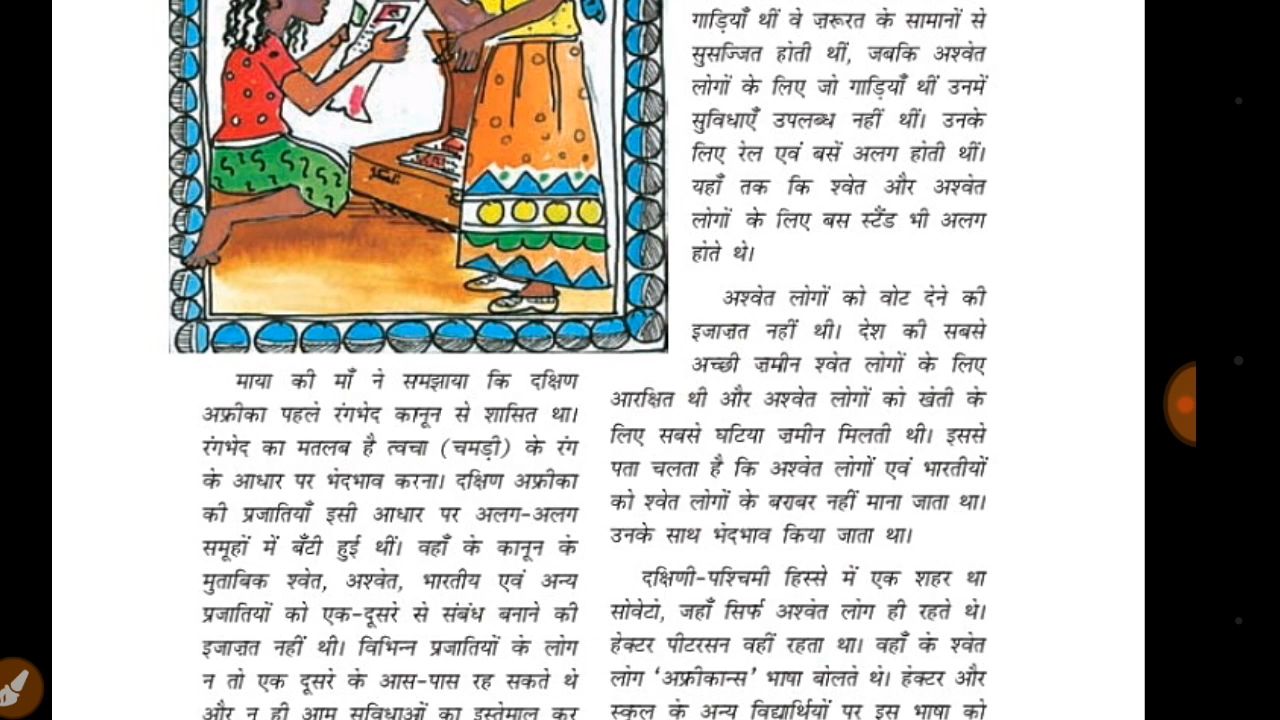 माया की माँ ने समझाया कि दक्षिण
अफ्रीका पहले रंगभेद कानून से शासित था।
रंगभेद का मतलब है त्वचा (चमड़ी) के रंग
के आधार पर भेदभाव करना। दक्षिण अफ्रीका
की प्रजातियाँ इसी आधार पर अलग-अलग
समूहों में बँटी हुई थीं। वहाँ के कानून के
मुताबिक श्वेत, अश्वेत, भारतीय एवं अन्य
प्रजातियों को एक-दूसरे से संबंध बनाने की
इजाज़त नहीं थी। विभिन्न प्रजातियों के लोग
न तो एक दूसरे के आस-पास रह सकते थे
और न ही आम सुविधाओं का इस्तेमाल कर
गाड़ियाँ थीं वे ज़रूरत के सामानों से
सुसज्जित होती थीं, जबकि अश्वेत
लोगों के लिए जो गाड़ियाँ थीं उनमें
सुविधाएँ उपलब्ध नहीं थीं। उनके
लिए रेल एवं बसें अलग होती थीं।
यहाँ तक कि श्वेत और अश्वेत
लोगों के लिए बस स्टैंड भी अलग
होते थे।
अश्वेत लोगों को वोट देने की
इजाज़त नहीं थी। देश की सबसे
अच्छी ज़मीन श्वेत लोगों के लिए
आरक्षित थी और अश्वेत लोगों को खेती के
लिए सबसे घटिया ज़मीन मिलती थी। इससे
पता चलता है कि अश्वेत लोगों एवं भारतीयों
को श्वेत लोगों के बराबर नहीं माना जाता था।
उनके साथ भेदभाव किया जाता था।
दक्षिणी-पश्चिमी हिस्से में एक शहर था
सोवेटो, जहाँ सिर्फ अश्वेत लोग ही रहते थे।
हेक्टर पीटरसन वहीं रहता था। वहाँ के श्वेत
लोग ‘अफ्रीकान्स’ भाषा बोलते थे। हेक्टर और
स्कूल के अन्य विद्यार्थियों पर इस भाषा को